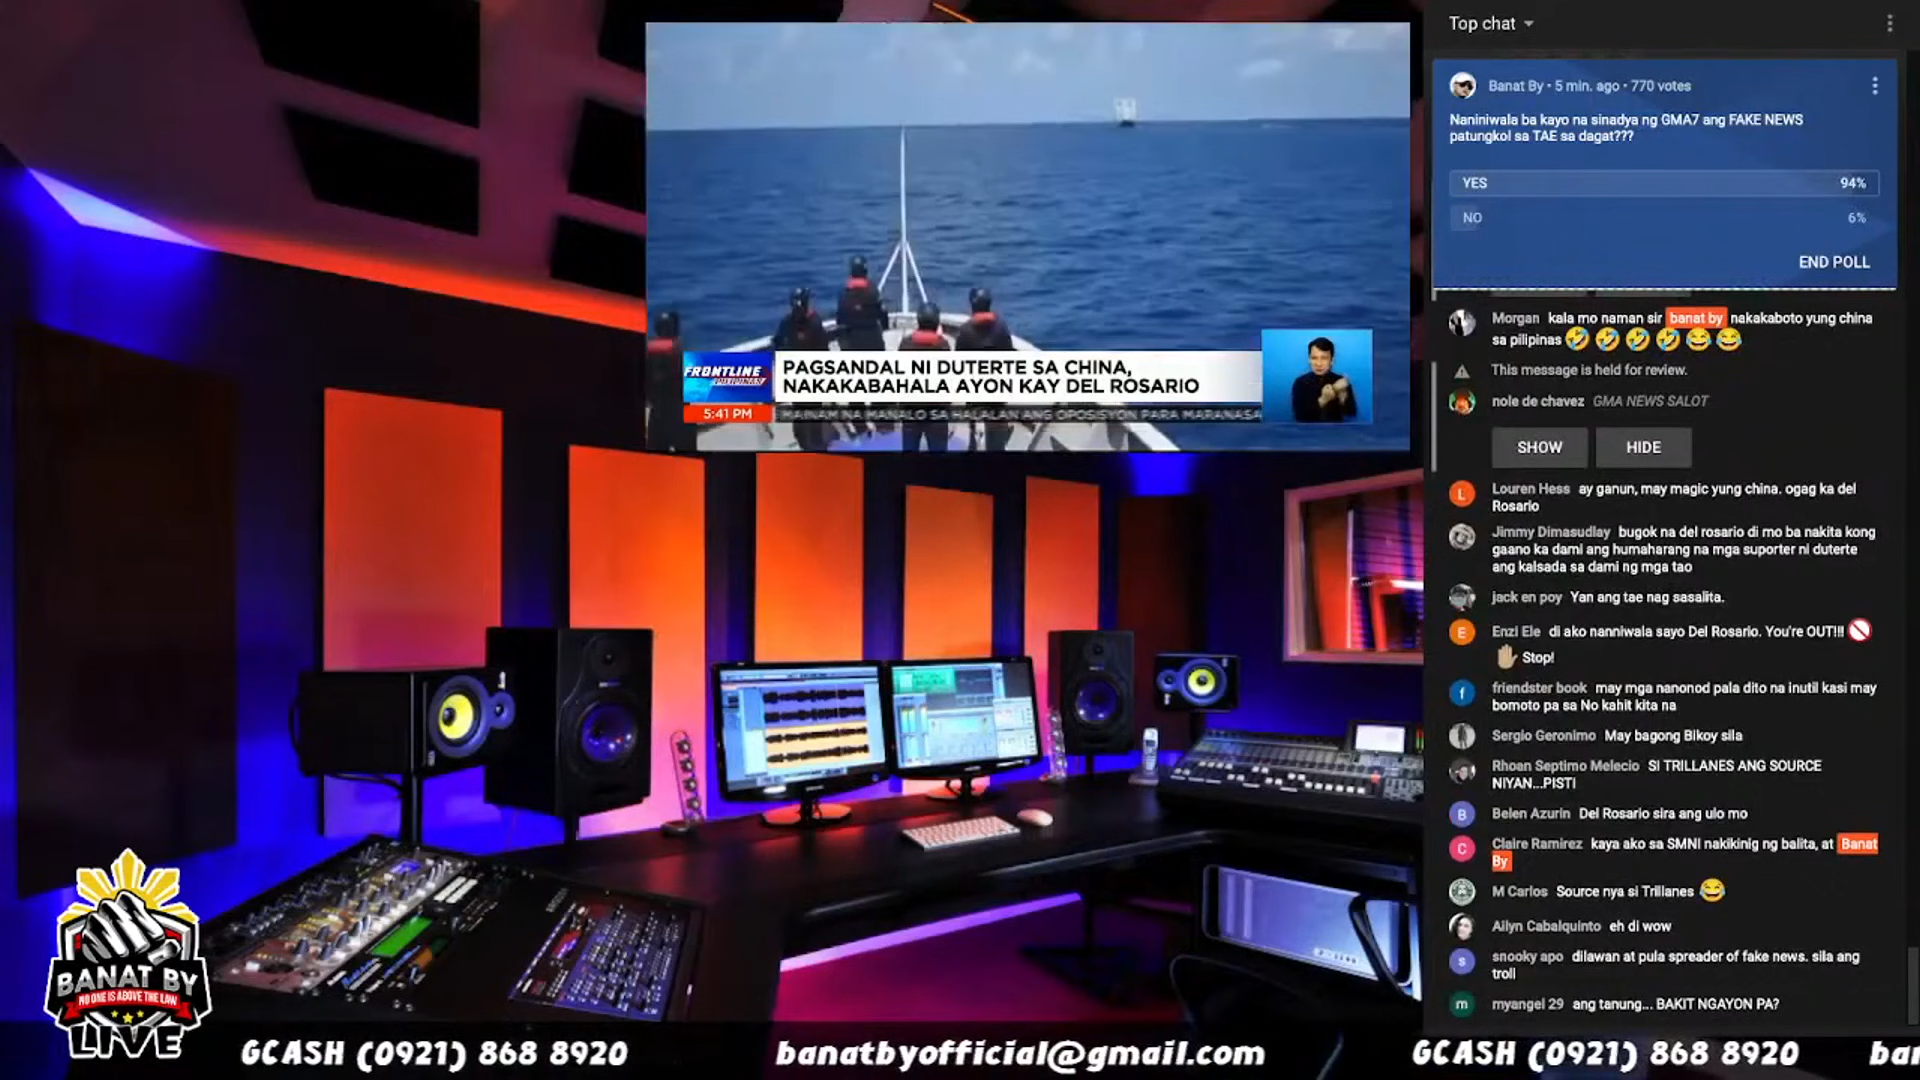 FRONTLINE
PILIPINAS
5:41 PM
PAGSANDAL NI DUTERTE SA CHINA,
NAKAKABAHALA AYON KAY DEL ROSARIO
MAINAM NA MANALO SA HALALAN ANG OPOSISYON PARA MARANASA
BANAT BY
NO ONE IS ABOVE THE LAW
LIVE
GCASH (0921) 868 8920
banatbyofficial@gmail.com
GCASH (0921) 868 8920
ban
Top chat
Banat By • 5 min. ago • 770 votes
Naniniwala ba kayo na sinadya ng GMA7 ang FAKE NEWS
patungkol sa TAE sa dagat???
YES 94%
NO 6%
END POLL
Morgan kala mo naman sir banat by nakakaboto yung china
sa pilipinas 🤣 🤣 🤣 🤣 😂 😂
This message is held for review.
nole de chavez GMA NEWS SALOT
SHOW HIDE
L
Louren Hess ay ganun, may magic yung china. ogag ka del
Rosario
Jimmy Dimasudlay bugok na del rosario di mo ba nakita kong
gaano ka dami ang humaharang na mga suporter ni duterte
ang kalsada sa dami ng mga tao
jack en poy Yan ang tae nag sasalita.
E
Enzi Ele di ako nanniwala sayo Del Rosario. You're OUT!!! 🚫
✋🏼 Stop!
f
friendster book may mga nanonod pala dito na inutil kasi may
bomoto pa sa No kahit kita na
Sergio Geronimo May bagong Bikoy sila
Rhoan Septimo Melecio SI TRILLANES ANG SOURCE
NIYAN...PISTI
B
Belen Azurin Del Rosario sira ang ulo mo
C
Claire Ramirez kaya ako sa SMNI nakikinig ng balita, at Banat
By
M Carlos Source nya si Trillanes 😂
Ailyn Cabalquinto eh di wow
s
snooky apo dilawan at pula spreader of fake news. sila ang
troll
m
myangel 29 ang tanung... BAKIT NGAYON PA?